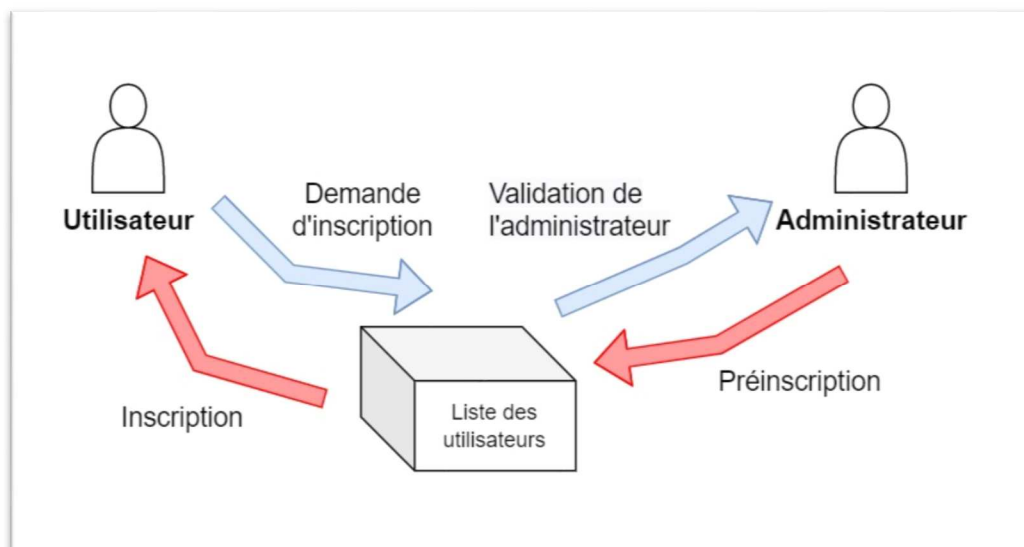 Demande
d'inscription
Validation de
l'administrateur
Utilisateur
Administrateur
Préinscription
Inscription
Liste des
utilisateurs